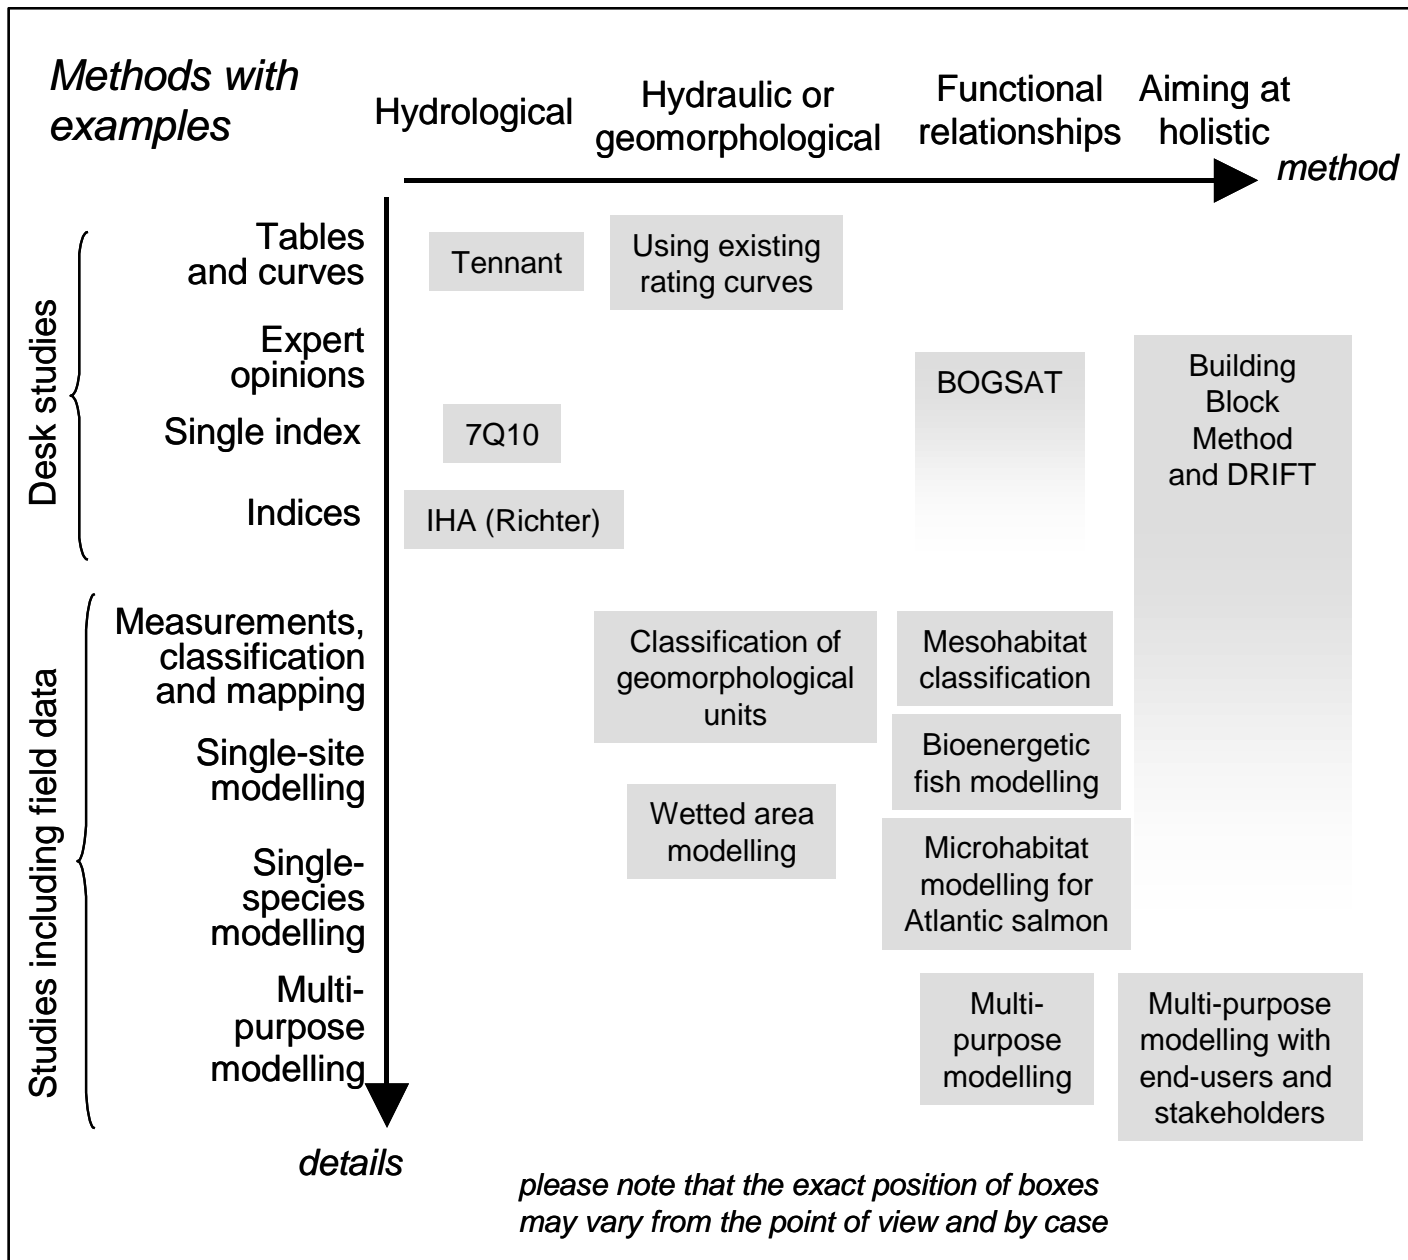 Methods with
examples
Hydrological
Hydraulic or
geomorphological
Functional
relationships
Aiming at
holistic
method
Desk studies
Tables
and curves
Tennant
Using existing
rating curves
Expert
opinions
BOGSAT
Building
Block
Method
and DRIFT
Single index
7Q10
Indices
IHA (Richter)
Studies including field data
Measurements,
classification
and mapping
Classification of
geomorphological
units
Mesohabitat
classification
Single-site
modelling
Bioenergetic
fish modelling
Wetted area
modelling
Single-
species
modelling
Microhabitat
modelling for
Atlantic salmon
Multi-
purpose
modelling
Multi-
purpose
modelling
Multi-purpose
modelling with
end-users and
stakeholders
details
please note that the exact position of boxes
may vary from the point of view and by case